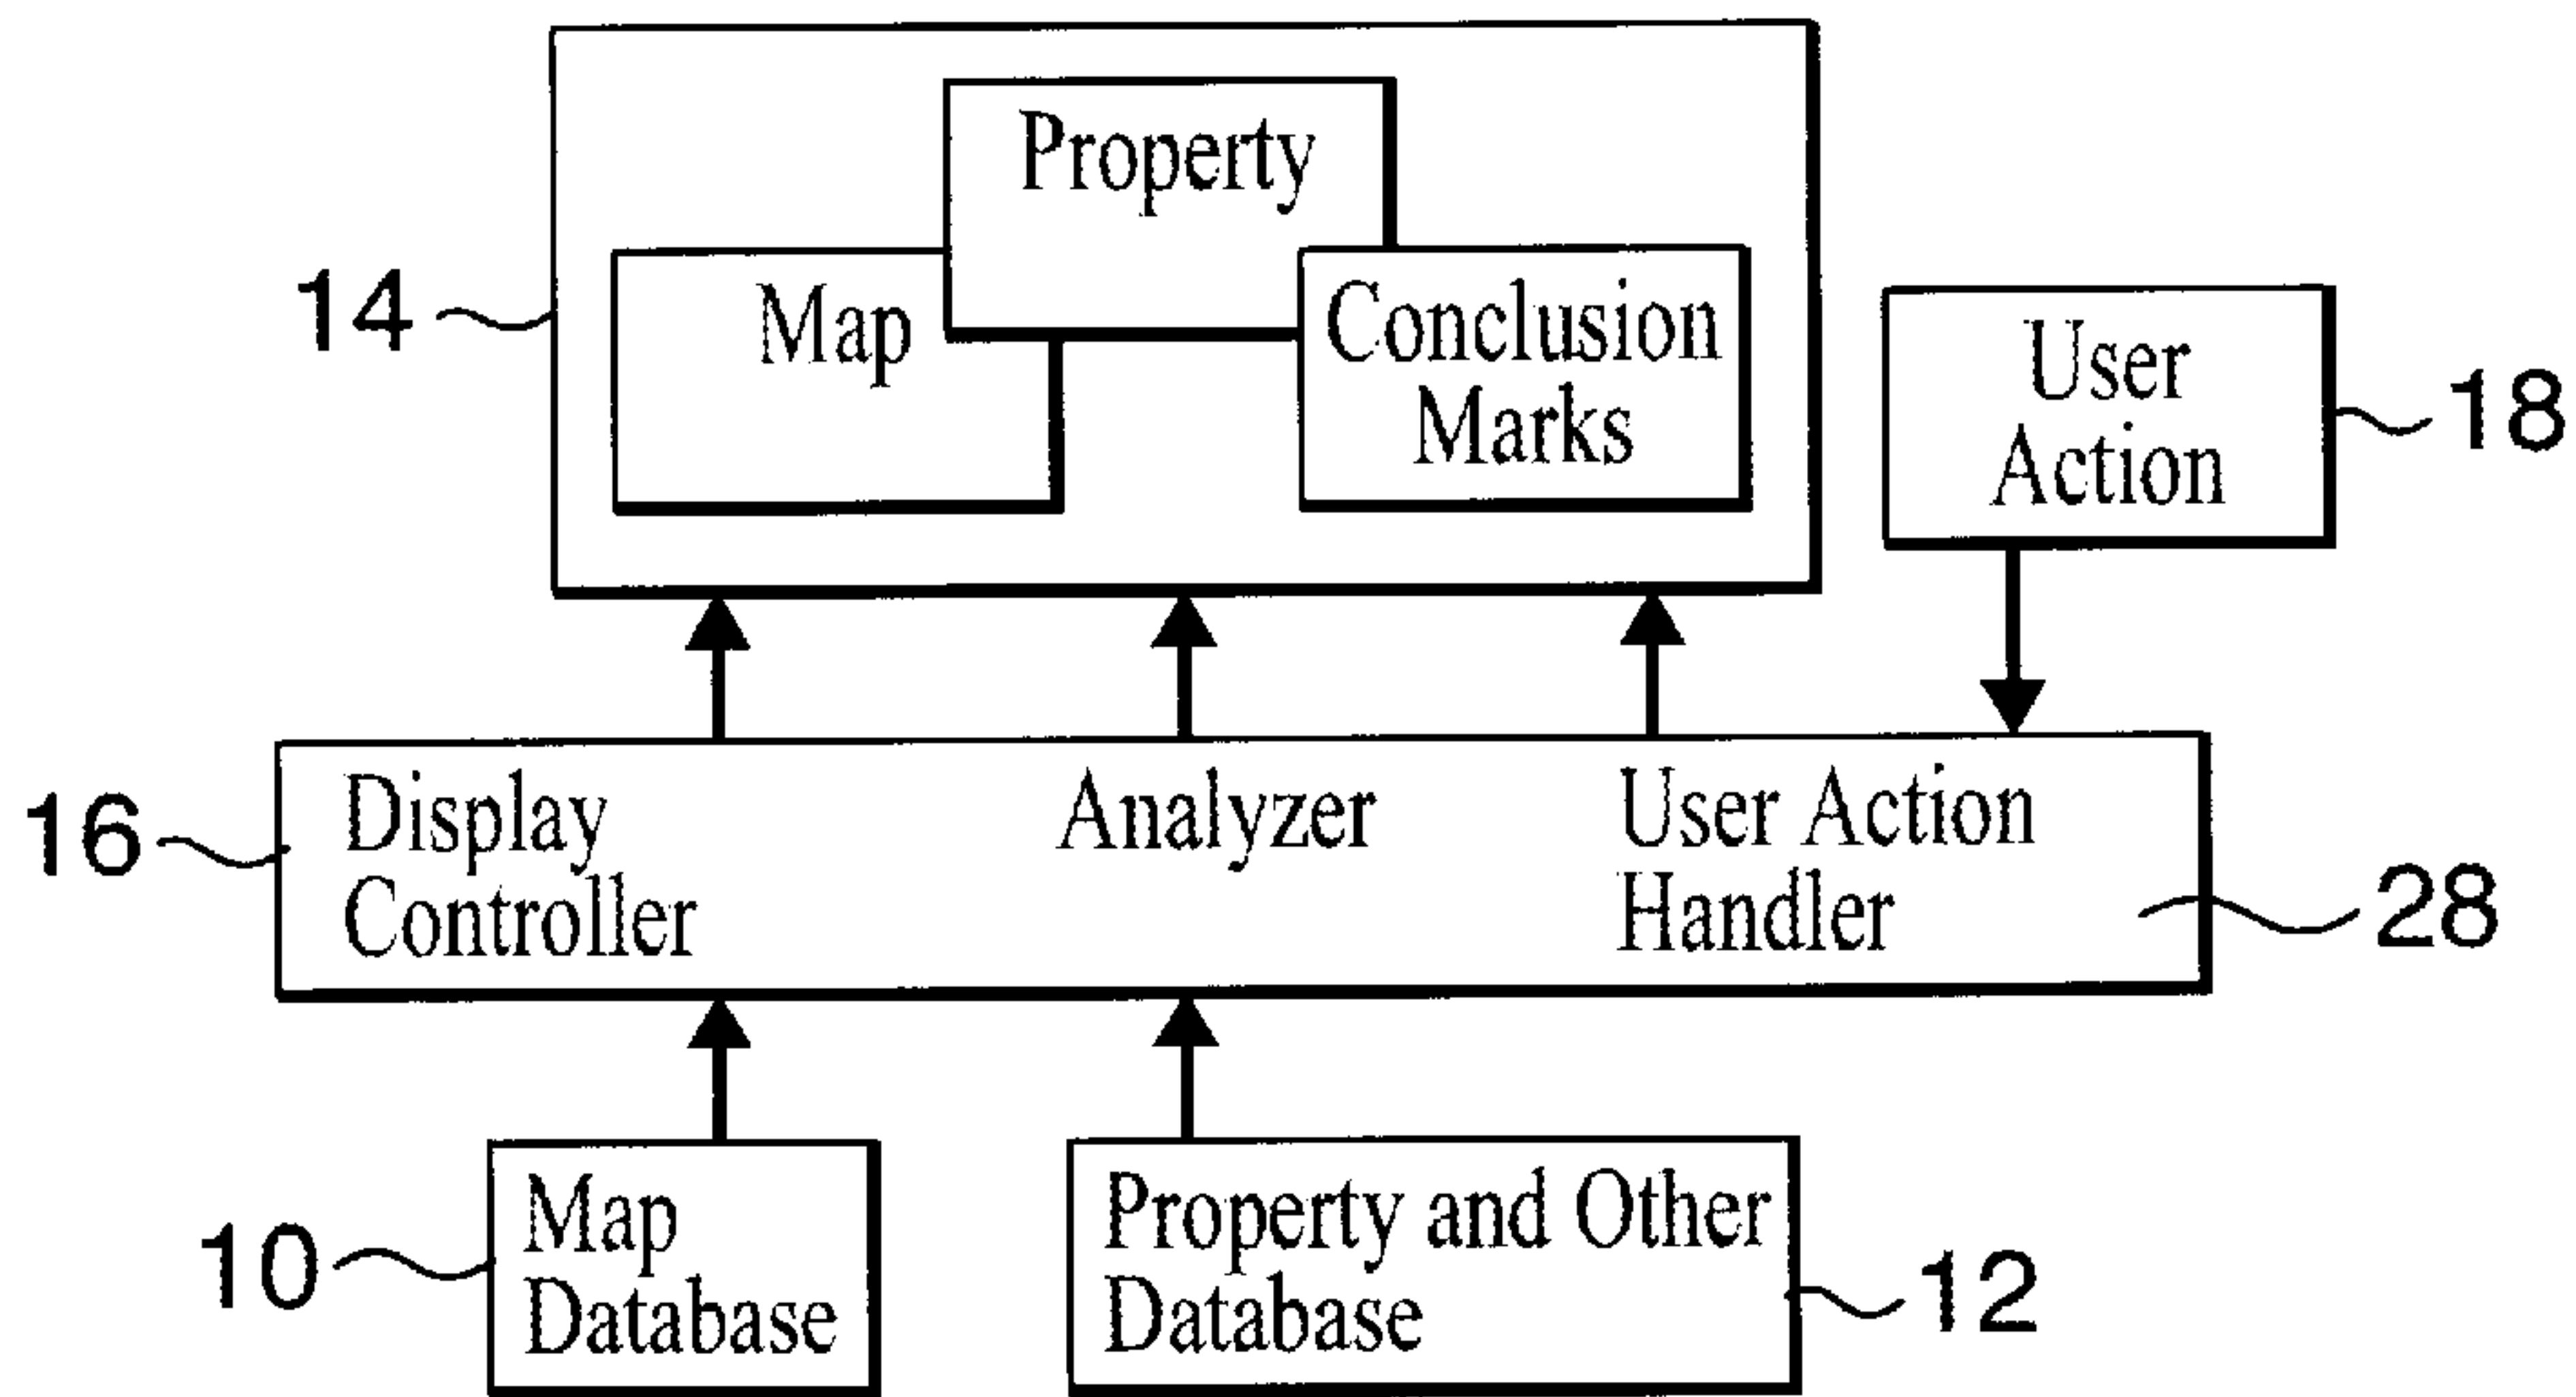 Property
Map
Conclusion
Marks
14
User
Action
18
16
Display
Controller
Analyzer
User Action
Handler
28
10
Map
Database
Property and Other
Database
12